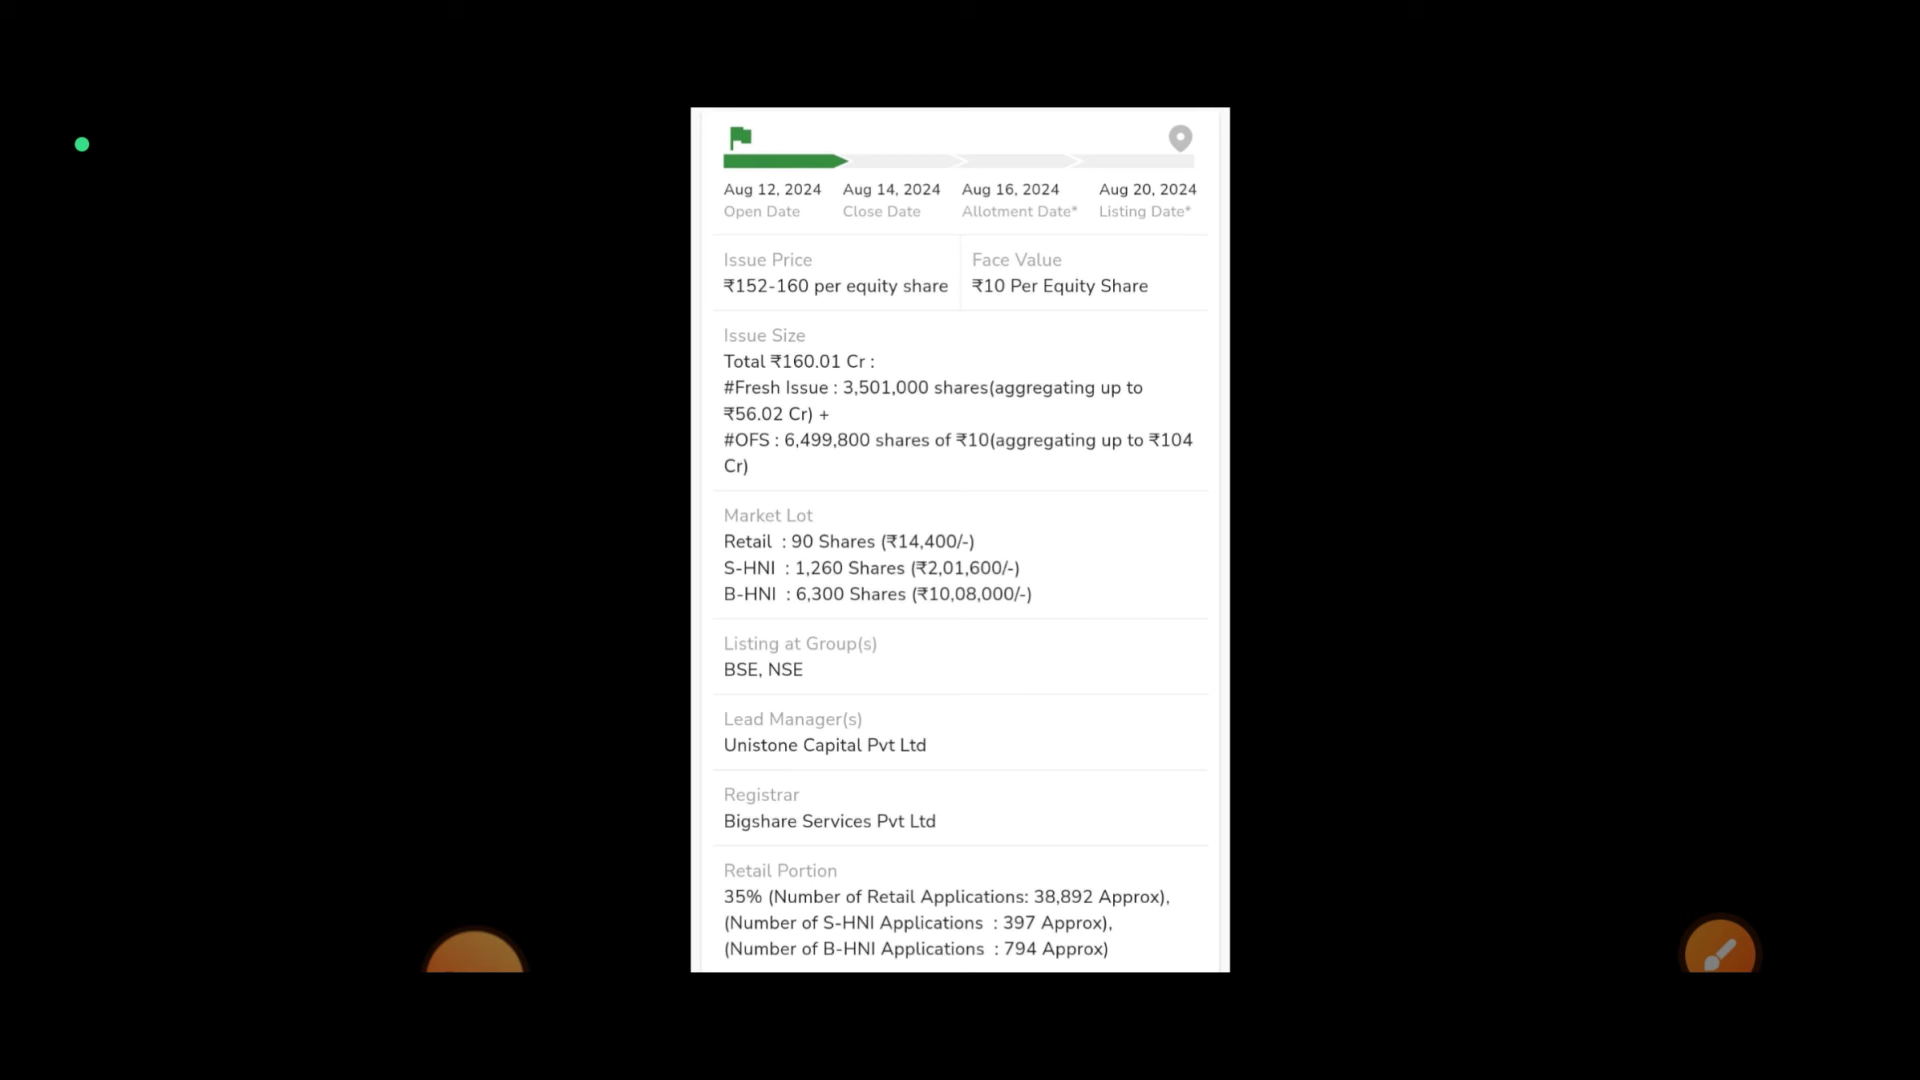 Aug 12, 2024 Aug 14, 2024 Aug 16, 2024 Aug 20, 2024
Open Date Close Date Allotment Date* Listing Date*
Issue Price Face Value
₹152-160 per equity share ₹10 Per Equity Share
Issue Size
Total ₹160.01 Cr :
#Fresh Issue : 3,501,000 shares(aggregating up to
₹56.02 Cr) +
#OFS : 6,499,800 shares of ₹10(aggregating up to ₹104
Cr)
Market Lot
Retail : 90 Shares (₹14,400/-)
S-HNI : 1,260 Shares (₹2,01,600/-)
B-HNI : 6,300 Shares (₹10,08,000/-)
Listing at Group(s)
BSE, NSE
Lead Manager(s)
Unistone Capital Pvt Ltd
Registrar
Bigshare Services Pvt Ltd
Retail Portion
35% (Number of Retail Applications: 38,892 Approx),
(Number of S-HNI Applications : 397 Approx),
(Number of B-HNI Applications : 794 Approx)